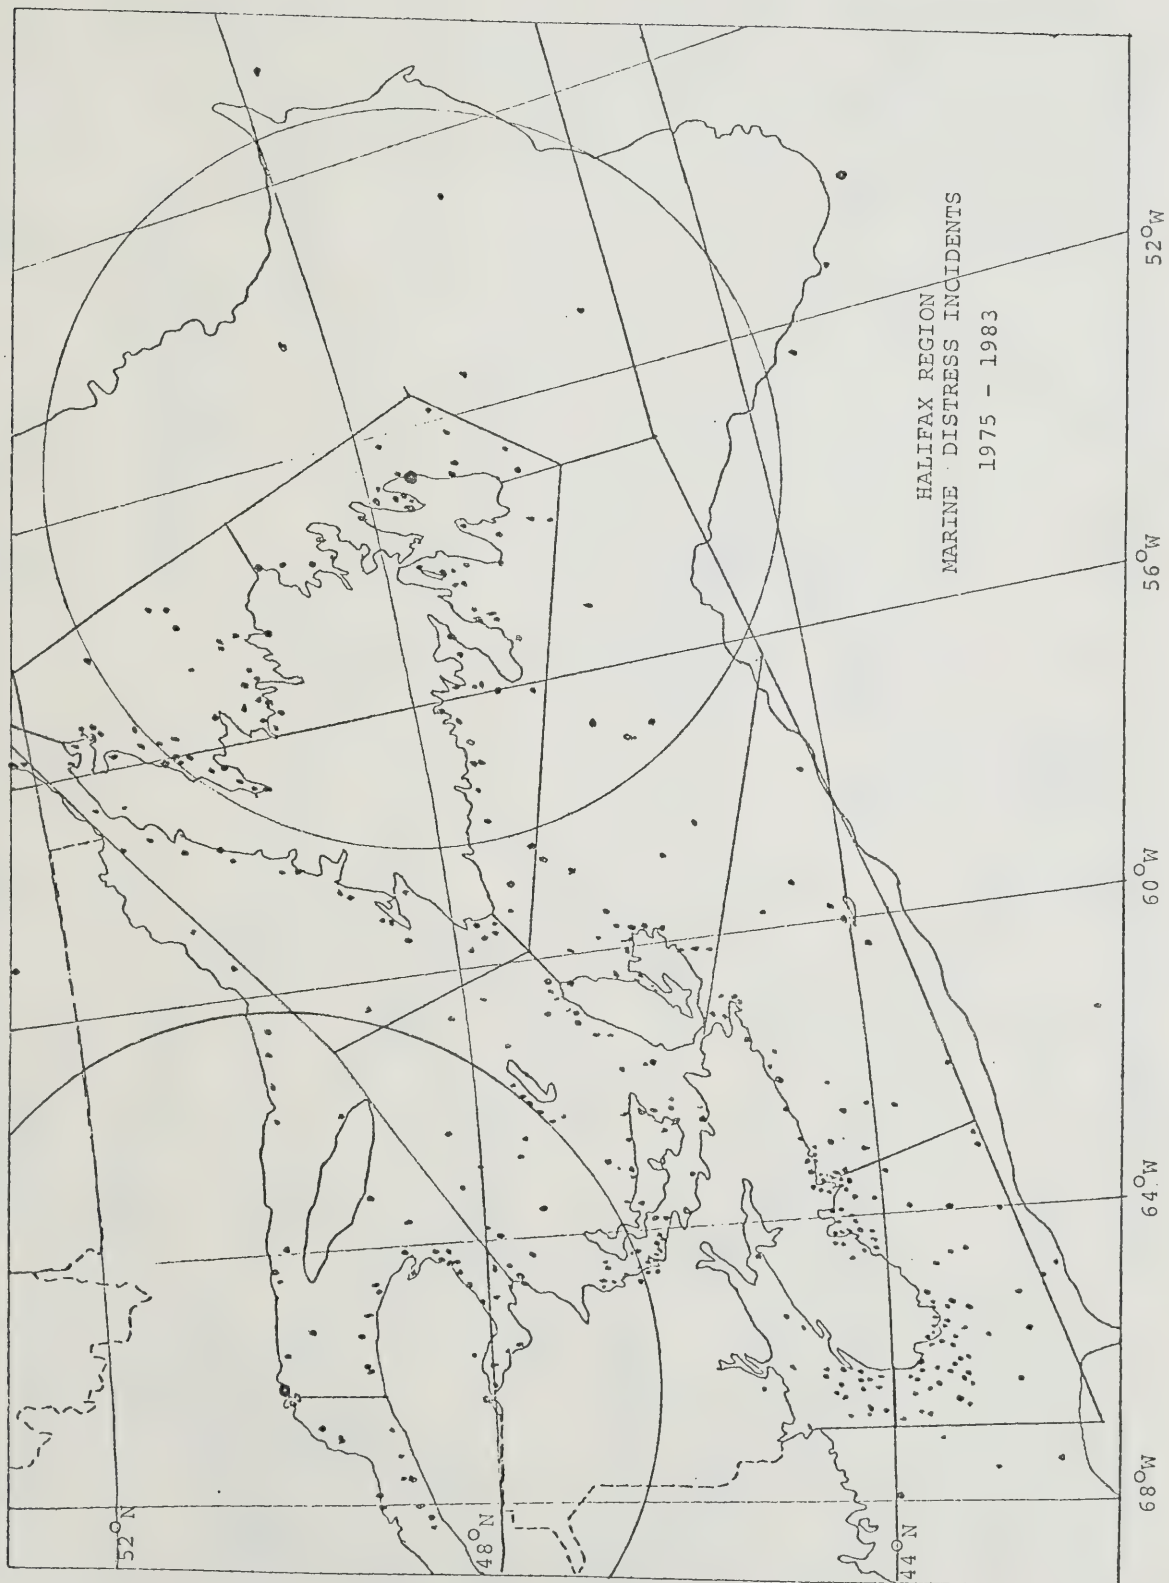 HALIFAX REGION
MARINE DISTRESS INCIDENTS
1975 - 1983
52°N
48°N
44°N
68°W
64°W
60°W
56°W
52°W